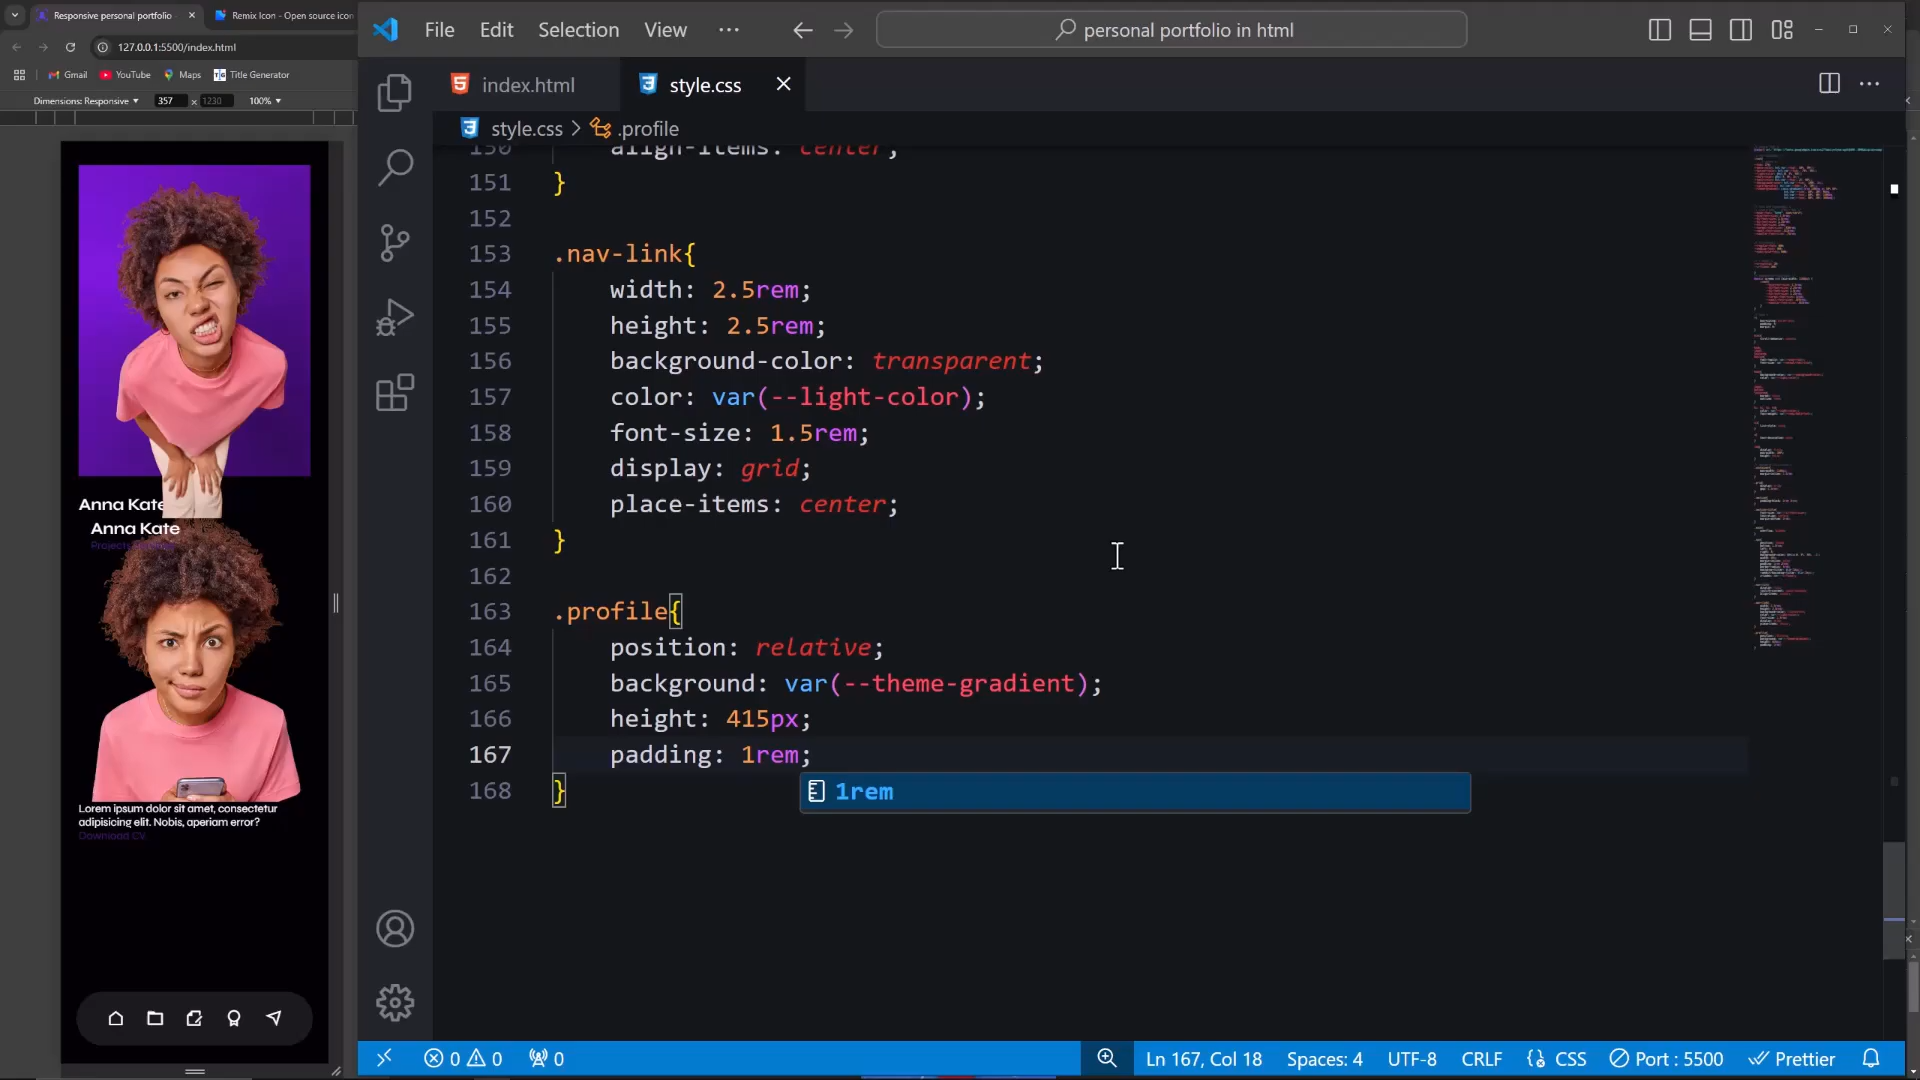 Responsive personal portfolio
Remix Icon - Open source icon
127.0.0.1:5500/index.html
Gmail
YouTube
Maps
Title Generator
Dimensions: Responsive
357
x
1230
100%
Anna Kate
Anna Kate
Lorem ipsum dolor sit amet, consectetur
adipisicing elit. Nobis, aperiam error?
Download CV
File
Edit
Selection
View
personal portfolio in html
index.html
style.css
style.css > .profile
150 align-items: center;
151 }
152
153 .nav-link{
154 width: 2.5rem;
155 height: 2.5rem;
156 background-color: transparent;
157 color: var(--light-color);
158 font-size: 1.5rem;
159 display: grid;
160 place-items: center;
161 }
162
163 .profile{
164 position: relative;
165 background: var(--theme-gradient);
166 height: 415px;
167 padding: 1rem;
168 }
1rem
0
0
0
Ln 167, Col 18
Spaces: 4
UTF-8
CRLF
CSS
Port : 5500
Prettier